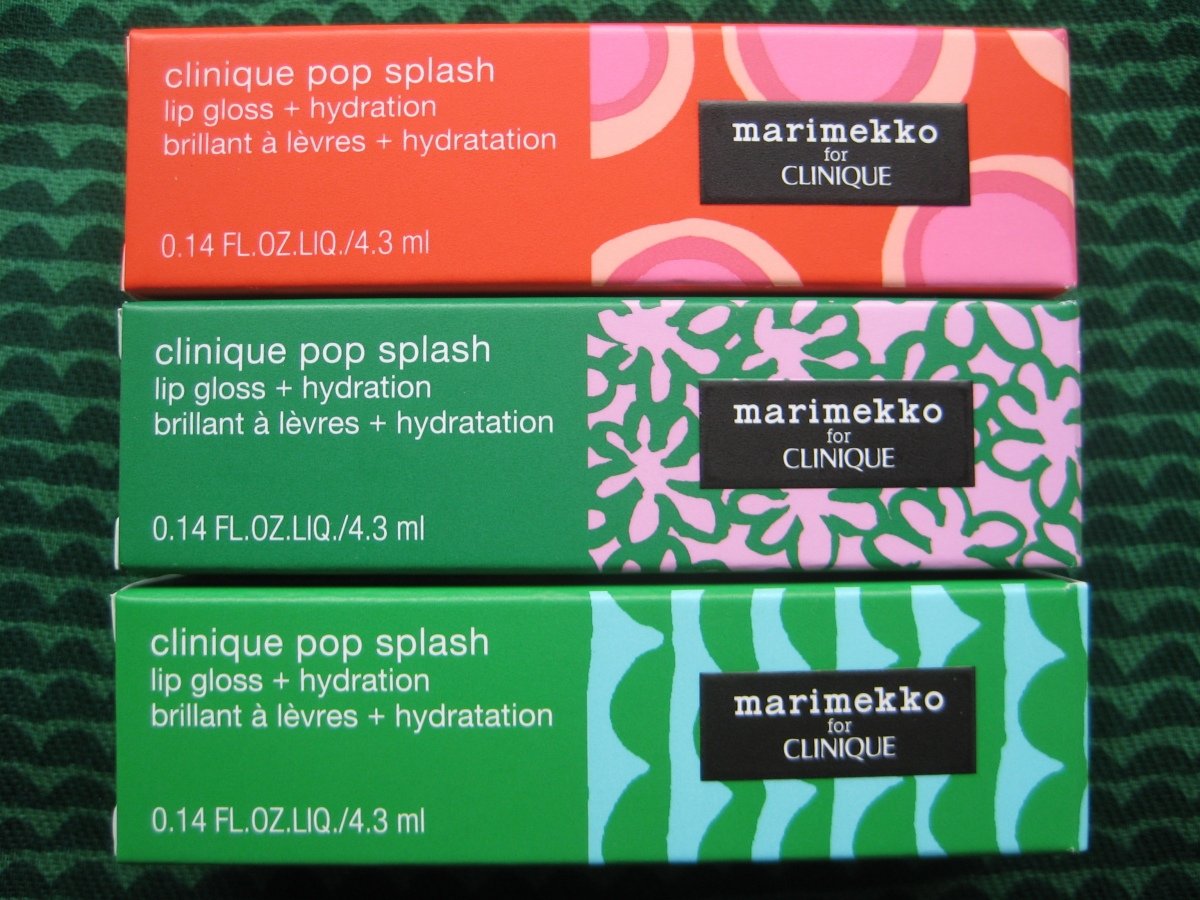 clinique pop splash
lip gloss + hydration
brillant à lèvres + hydratation
0.14 FL.OZ.LIQ./4.3 ml
marimekko
for
CLINIQUE
clinique pop splash
lip gloss + hydration
brillant à lèvres + hydratation
0.14 FL.OZ.LIQ./4.3 ml
marimekko
for
CLINIQUE
clinique pop splash
lip gloss + hydration
brillant à lèvres + hydratation
0.14 FL.OZ.LIQ./4.3 ml
marimekko
for
CLINIQUE